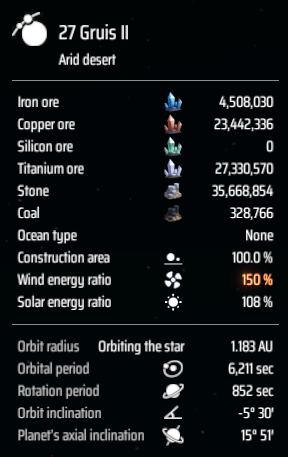 27 Gruis II
Arid desert
Iron ore 4,508,030
Copper ore 23,442,336
Silicon ore 0
Titanium ore 27,330,570
Stone 35,668,854
Coal 328,766
Ocean type None
Construction area 100.0 %
Wind energy ratio 150 %
Solar energy ratio 108 %
Orbit radius Orbiting the star 1.183 AU
Orbital period 6,211 sec
Rotation period 852 sec
Orbit inclination -5° 30'
Planet's axial inclination 15° 51'